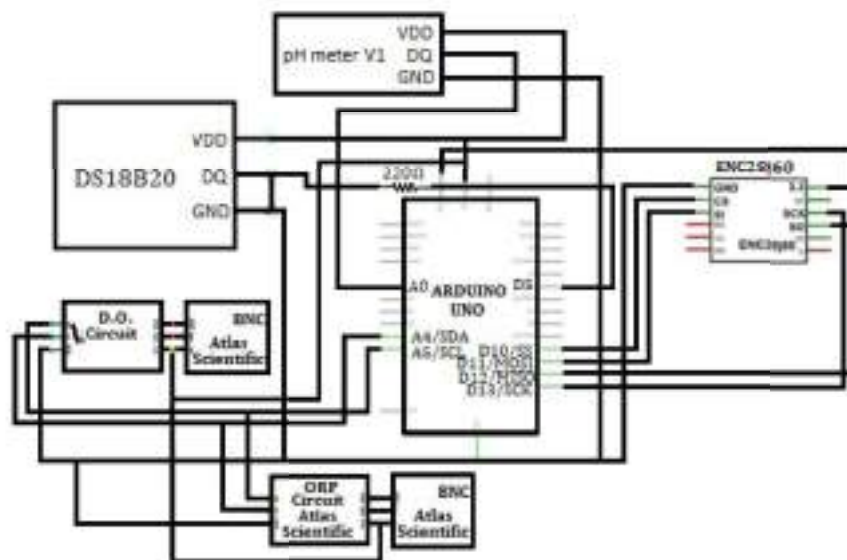 pH meter V1
VDD
DQ
GND
DS18B20
VDD
DQ
GND
220Ω
ENC28J60
GND
CS
SI
SCK
SO
ENC28J60
ARDUINO
UNO
A0
D5
A4/SDA
A5/SCL
D10/SS
D11/MOSI
D12/MISO
D13/SCK
D.O.
Circuit
BNC
Atlas
Scientific
ORP
Circuit
Atlas
Scientific
BNC
Atlas
Scientific